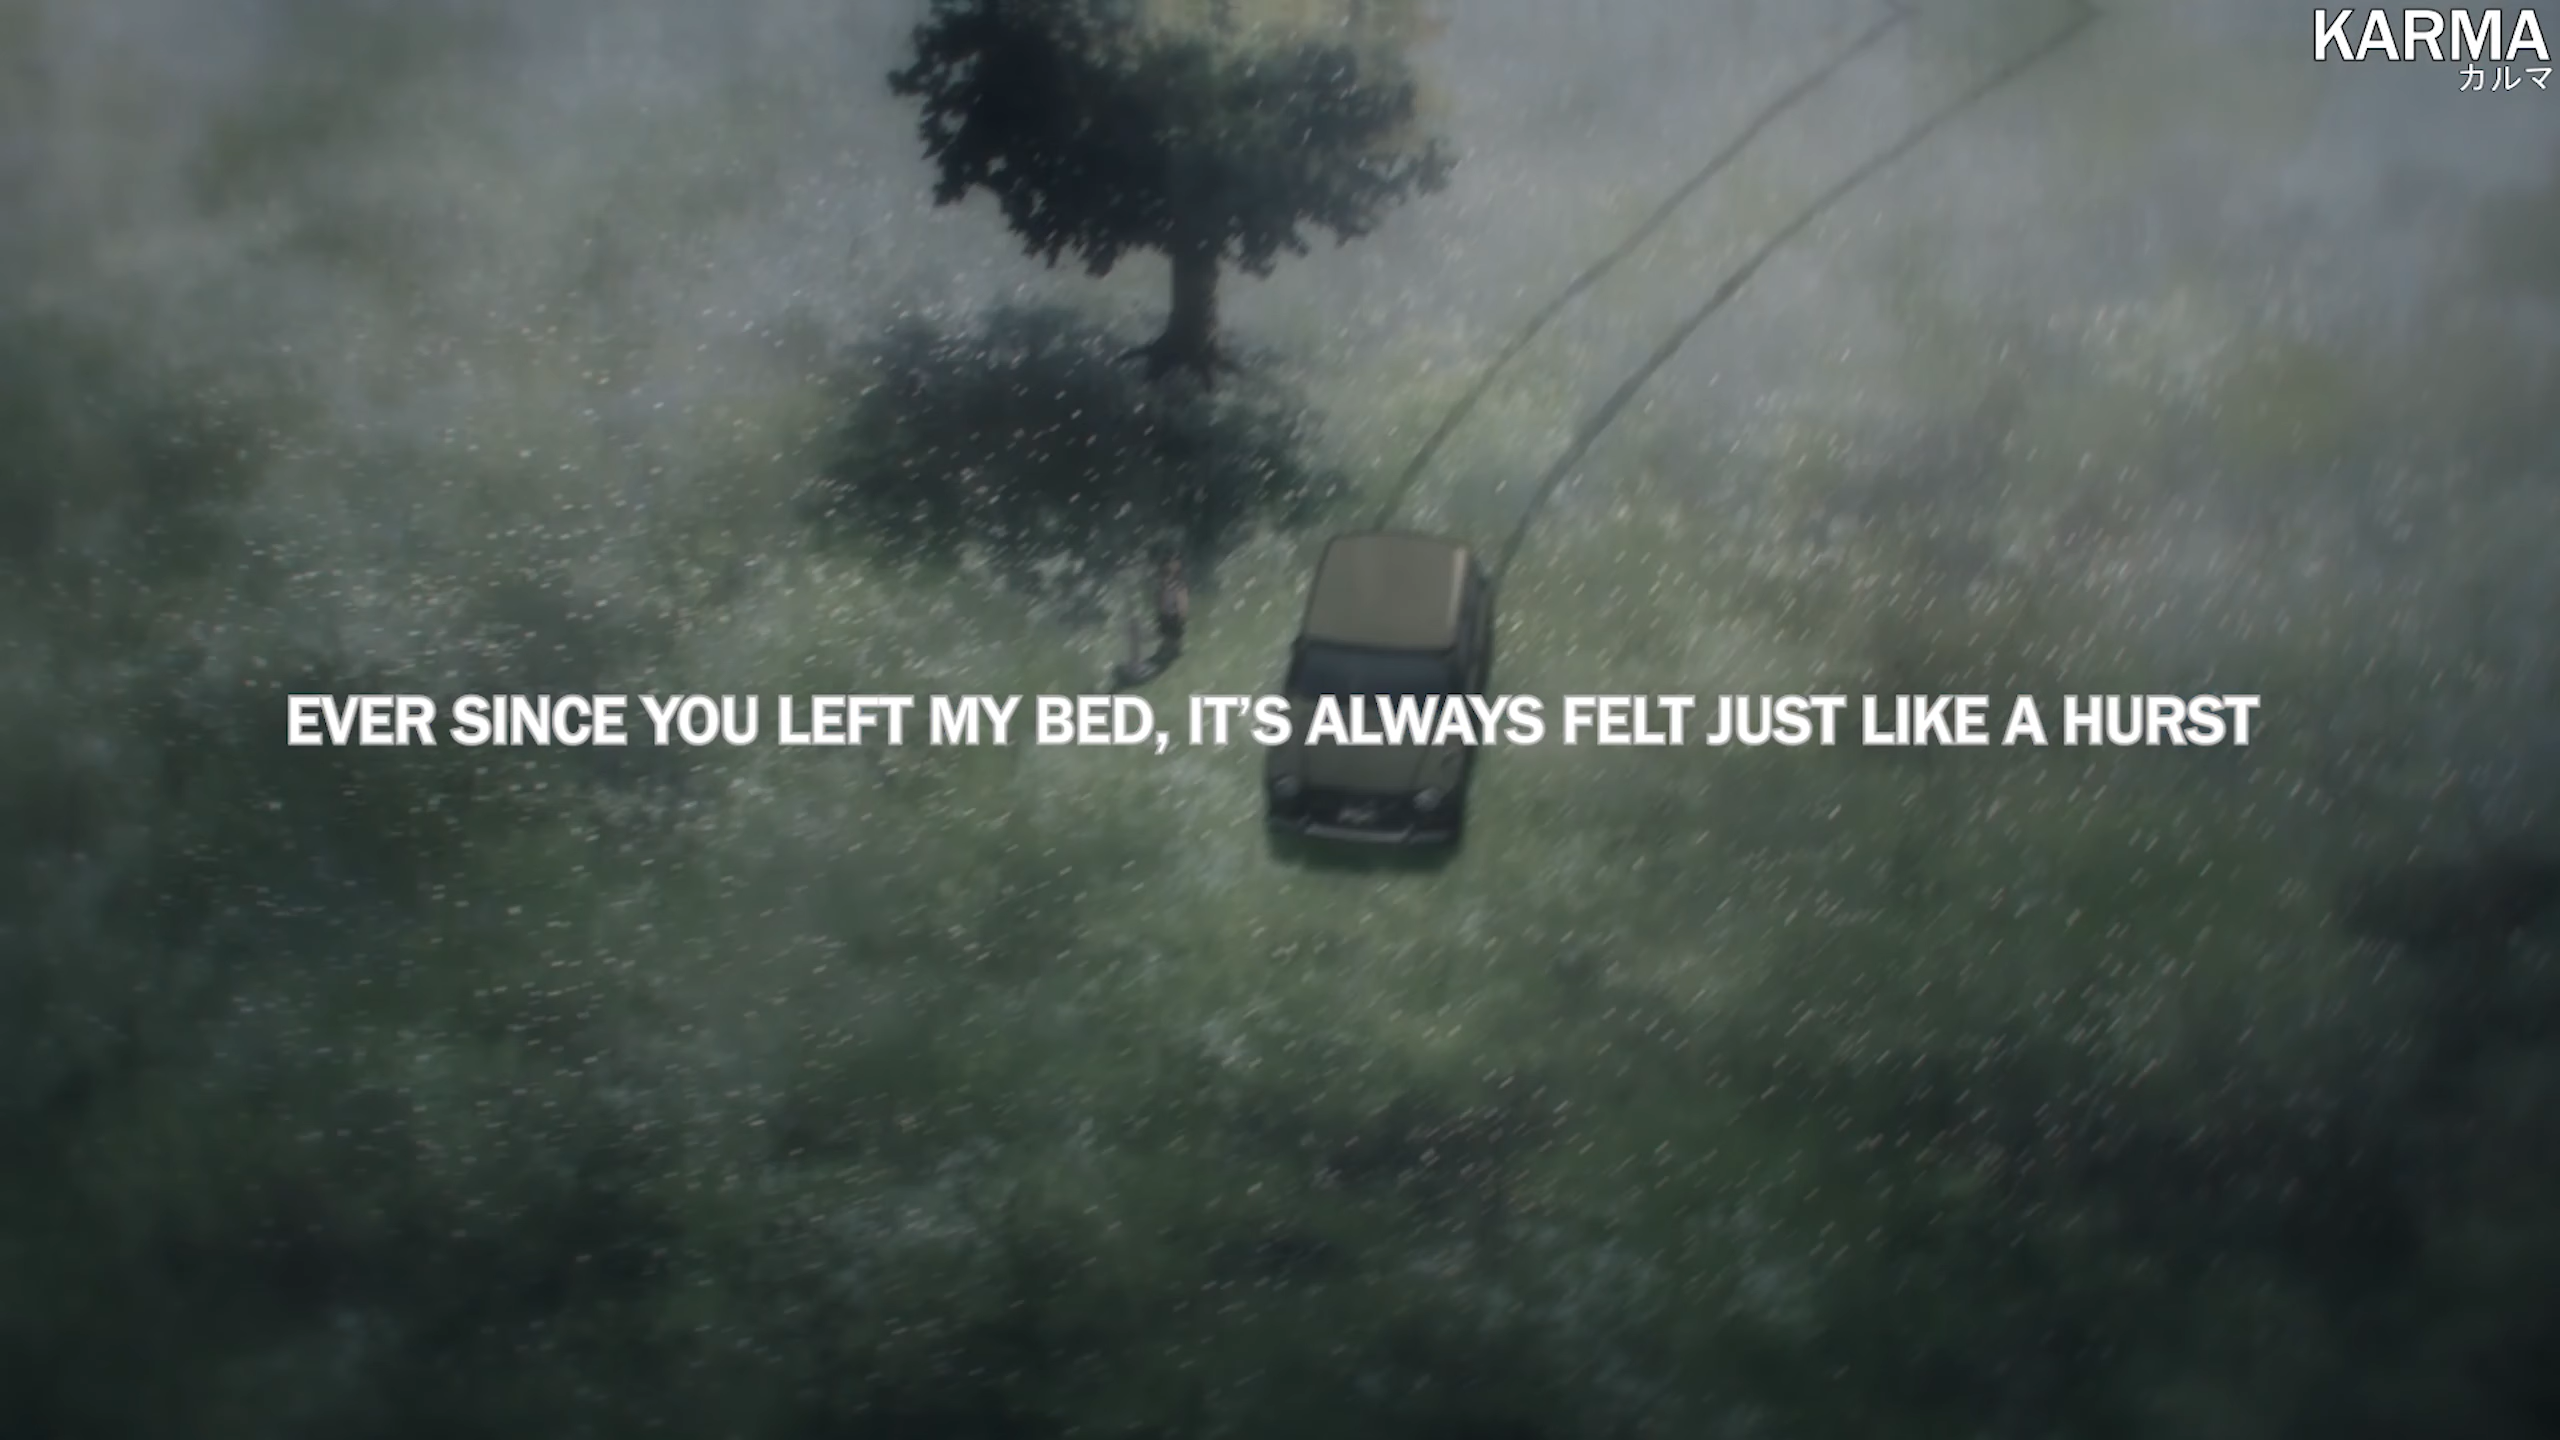 KARMA
カルマ
EVER SINCE YOU LEFT MY BED, IT’S ALWAYS FELT JUST LIKE A HURST